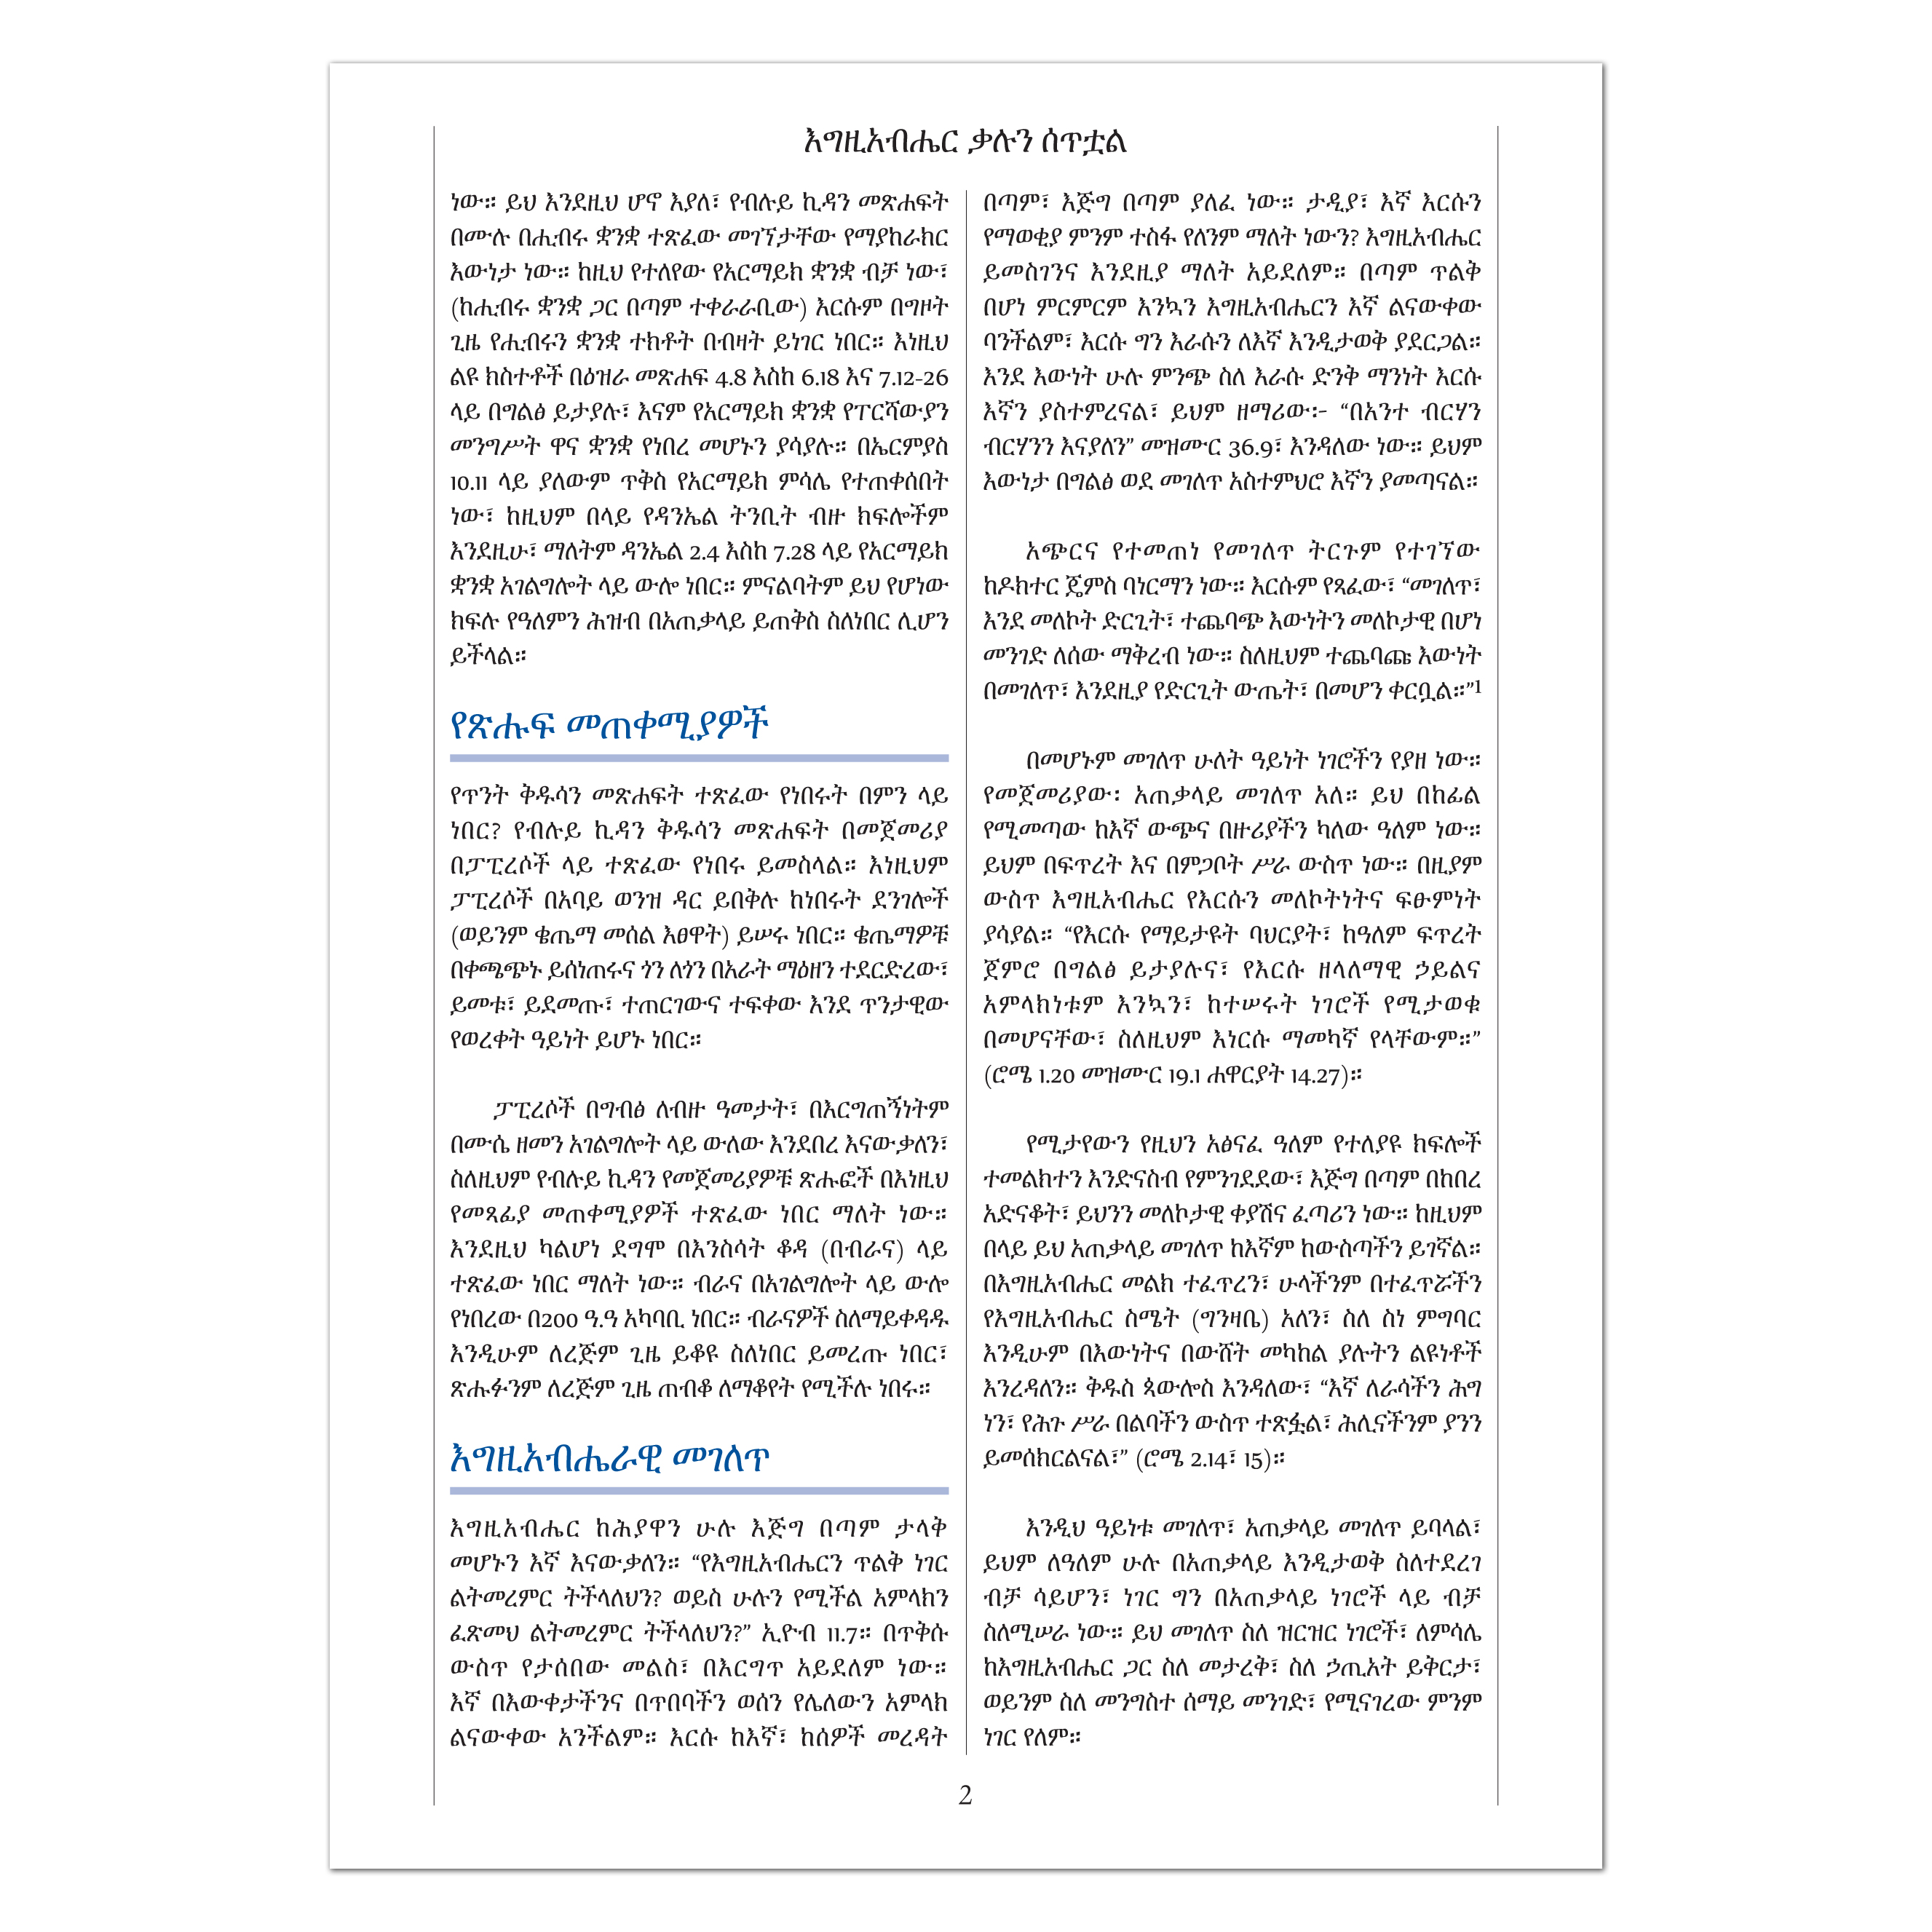 እግዚአብሔር ቃሉን ሰጥቷል
ነው። ይህ እንደዚህ ሆኖ እያለ፣ የብሉይ ኪዳን መጽሐፍት
በሙሉ በሒብሩ ቋንቋ ተጽፈው መገኘታቸው የማያከራክር
እውነታ ነው። ከዚህ የተለየው የአርማይክ ቋንቋ ብቻ ነው፣
(ከሒብሩ ቋንቋ ጋር በጣም ተቀራራቢው) እርሱም በግዞት
ጊዜ የሒብሩን ቋንቋ ተክቶት በብዛት ይነገር ነበር። እነዚህ
ልዩ ክስተቶች በዕዝራ መጽሐፍ 4.8 እስከ 6.18 እና 7.12-26
ላይ በግልፅ ይታያሉ፣ እናም የአርማይክ ቋንቋ የፐርሻውያን
መንግሥት ዋና ቋንቋ የነበረ መሆኑን ያሳያሉ። በኤርምያስ
10.11 ላይ ያለውም ጥቅስ የአርማይክ ምሳሌ የተጠቀሰበት
ነው፣ ከዚህም በላይ የዳንኤል ትንቢት ብዙ ክፍሎችም
እንደዚሁ፣ ማለትም ዳንኤል 2.4 እስከ 7.28 ላይ የአርማይክ
ቋንቋ አገልግሎት ላይ ውሎ ነበር። ምናልባትም ይህ የሆነው
ክፍሉ የዓለምን ሕዝብ በአጠቃላይ ይጠቅስ ስለነበር ሊሆን
ይችላል።
የጽሑፍ መጠቀሚያዎች
የጥንት ቅዱሳን መጽሐፍት ተጽፈው የነበሩት በምን ላይ
ነበር? የብሉይ ኪዳን ቅዱሳን መጽሐፍት በመጀመሪያ
በፓፒረሶች ላይ ተጽፈው የነበሩ ይመስላል። እነዚህም
ፓፒረሶች በአባይ ወንዝ ዳር ይበቅሉ ከነበሩት ደንገሎች
(ወይንም ቄጤማ መሰል እፀዋት) ይሠሩ ነበር። ቄጤማዎቹ
በቀጫጭኑ ይሰነጠሩና ጎን ለጎን በአራት ማዕዘን ተደርድረው፣
ይመቱ፣ ይደመጡ፣ ተጠርገውና ተፍቀው እንደ ጥንታዊው
የወረቀት ዓይነት ይሆኑ ነበር።
ፓፒረሶች በግብፅ ለብዙ ዓመታት፣ በእርግጠኝነትም
በሙሴ ዘመን አገልግሎት ላይ ውለው እንደበረ እናውቃለን፣
ስለዚህም የብሉይ ኪዳን የመጀመሪያዎቹ ጽሑፎች በእነዚህ
የመጻፊያ መጠቀሚያዎች ተጽፈው ነበር ማለት ነው።
እንደዚህ ካልሆነ ደግሞ በእንስሳት ቆዳ (በብራና) ላይ
ተጽፈው ነበር ማለት ነው። ብራና በአገልግሎት ላይ ውሎ
የነበረው በ200 ዓ.ዓ አካባቢ ነበር። ብራናዎች ስለማይቀዳዱ
እንዲሁም ለረጅም ጊዜ ይቆዩ ስለነበር ይመረጡ ነበር፣
ጽሑፉንም ለረጅም ጊዜ ጠብቆ ለማቆየት የሚችሉ ነበሩ።
እግዚአብሔራዊ መገለጥ
እግዚአብሔር ከሕያዋን ሁሉ እጅግ በጣም ታላቅ
መሆኑን እኛ እናውቃለን። “የእግዚአብሔርን ጥልቅ ነገር
ልትመረምር ትችላለህን? ወይስ ሁሉን የሚችል አምላክን
ፈጽመህ ልትመረምር ትችላለህን?” ኢዮብ 11.7። በጥቅሱ
ውስጥ የታሰበው መልስ፣ በእርግጥ አይደለም ነው።
እኛ በእውቀታችንና በጥበባችን ወሰን የሌለውን አምላክ
ልናውቀው አንችልም። እርሱ ከእኛ፣ ከሰዎች መረዳት
በጣም፣ እጅግ በጣም ያለፈ ነው። ታዲያ፣ እኛ እርሱን
የማወቂያ ምንም ተስፋ የለንም ማለት ነውን? እግዚአብሔር
ይመስገንና እንደዚያ ማለት አይደለም። በጣም ጥልቅ
በሆነ ምርምርም እንኳን እግዚአብሔርን እኛ ልናውቀው
ባንችልም፣ እርሱ ግን እራሱን ለእኛ እንዲታወቅ ያደርጋል።
እንደ እውነት ሁሉ ምንጭ ስለ እራሱ ድንቅ ማንነት እርሱ
እኛን ያስተምረናል፣ ይህም ዘማሪው፡- “በአንተ ብርሃን
ብርሃንን እናያለን” መዝሙር 36.9፣ እንዳለው ነው። ይህም
እውነታ በግልፅ ወደ መገለጥ አስተምህሮ እኛን ያመጣናል።
አጭርና የተመጠነ የመገለጥ ትርጉም የተገኘው
ከዶክተር ጄምስ ባነርማን ነው። እርሱም የጻፈው፣ “መገለጥ፣
እንደ መለኮት ድርጊት፣ ተጨባጭ እውነትን መለኮታዊ በሆነ
መንገድ ለሰው ማቅረብ ነው። ስለዚህም ተጨባጩ እውነት
በመገለጥ፣ እንደዚያ የድርጊት ውጤት፣ በመሆን ቀርቧል።”1
በመሆኑም መገለጥ ሁለት ዓይነት ነገሮችን የያዘ ነው።
የመጀመሪያው፡ አጠቃላይ መገለጥ አለ። ይህ በከፊል
የሚመጣው ከእኛ ውጭና በዙሪያችን ካለው ዓለም ነው።
ይህም በፍጥረት እና በምጋቦት ሥራ ውስጥ ነው። በዚያም
ውስጥ እግዚአብሔር የእርሱን መለኮትነትና ፍፁምነት
ያሳያል። “የእርሱ የማይታዩት ባህርያት፣ ከዓለም ፍጥረት
ጀምሮ በግልፅ ይታያሉና፣ የእርሱ ዘላለማዊ ኃይልና
አምላክነቱም እንኳን፣ ከተሠሩት ነገሮች የሚታወቁ
በመሆናቸው፣ ስለዚህም እነርሱ ማመካኛ የላቸውም።”
(ሮሜ 1.20 መዝሙር 19.1 ሐዋርያት 14.27)።
የሚታየውን የዚህን አፅናፈ ዓለም የተለያዩ ክፍሎች
ተመልክተን እንድናስብ የምንገደደው፣ እጅግ በጣም በከበረ
አድናቆት፣ ይህንን መለኮታዊ ቀያሽና ፈጣሪን ነው። ከዚህም
በላይ ይህ አጠቃላይ መገለጥ ከእኛም ከውስጣችን ይገኛል።
በእግዚአብሔር መልክ ተፈጥረን፣ ሁላችንም በተፈጥሯችን
የእግዚአብሔር ስሜት (ግንዛቤ) አለን፣ ስለ ስነ ምግባር
እንዲሁም በእውነትና በውሸት መካከል ያሉትን ልዩነቶች
እንረዳለን። ቅዱስ ጳውሎስ እንዳለው፣ “እኛ ለራሳችን ሕግ
ነን፣ የሕጉ ሥራ በልባችን ውስጥ ተጽፏል፣ ሕሊናችንም ያንን
ይመሰክርልናል፣” (ሮሜ 2.14፣ 15)።
እንዲህ ዓይነቱ መገለጥ፣ አጠቃላይ መገለጥ ይባላል፣
ይህም ለዓለም ሁሉ በአጠቃላይ እንዲታወቅ ስለተደረገ
ብቻ ሳይሆን፣ ነገር ግን በአጠቃላይ ነገሮች ላይ ብቻ
ስለሚሠራ ነው። ይህ መገለጥ ስለ ዝርዝር ነገሮች፣ ለምሳሌ
ከእግዚአብሔር ጋር ስለ መታረቅ፣ ስለ ኃጢአት ይቅርታ፣
ወይንም ስለ መንግስተ ሰማይ መንገድ፣ የሚናገረው ምንም
ነገር የለም።
2